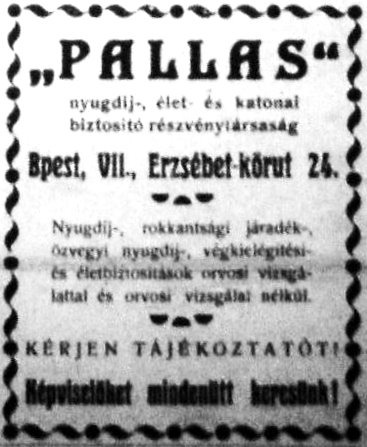 „PALLAS“
nyugdij-, élet- és katonai
biztositó részvénytársaság
Bpest, VII., Erzsébet-körut 24.
Nyugdij-, rokkantsági járadék-,
özvegyi nyugdij-, végkielégitési-
és életbiztositások orvosi vizsgá-
lattal és orvosi vizsgálat nélkül.
KÉRJEN TÁJÉKOZTATÓT!
Képviselőket mindenütt keresünk!